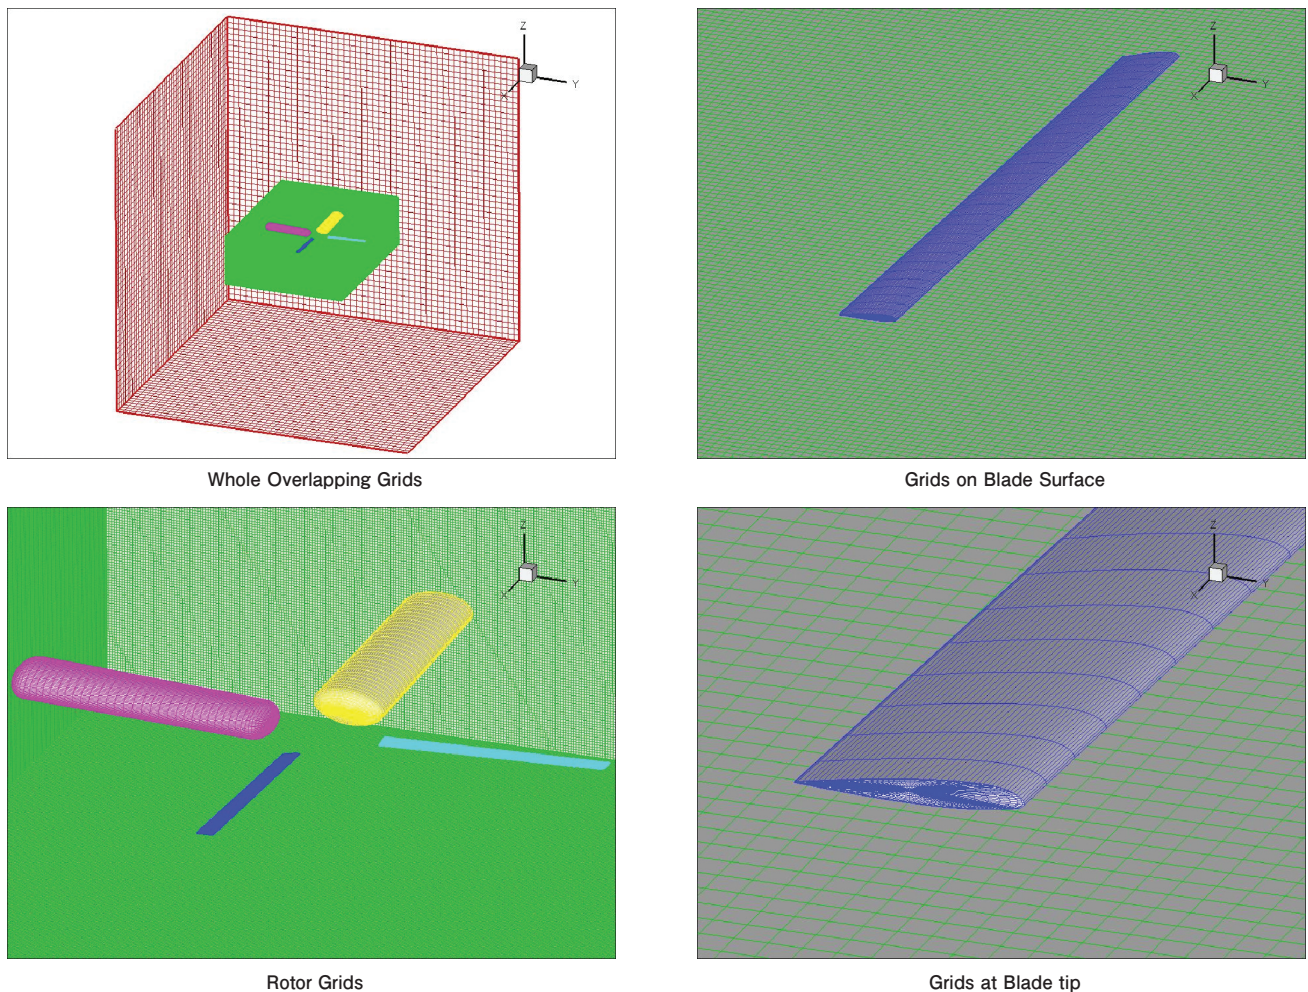 Z
Y
X
Whole Overlapping Grids
Z
Y
X
Grids on Blade Surface
Z
Y
X
Rotor Grids
Z
Y
X
Grids at Blade tip